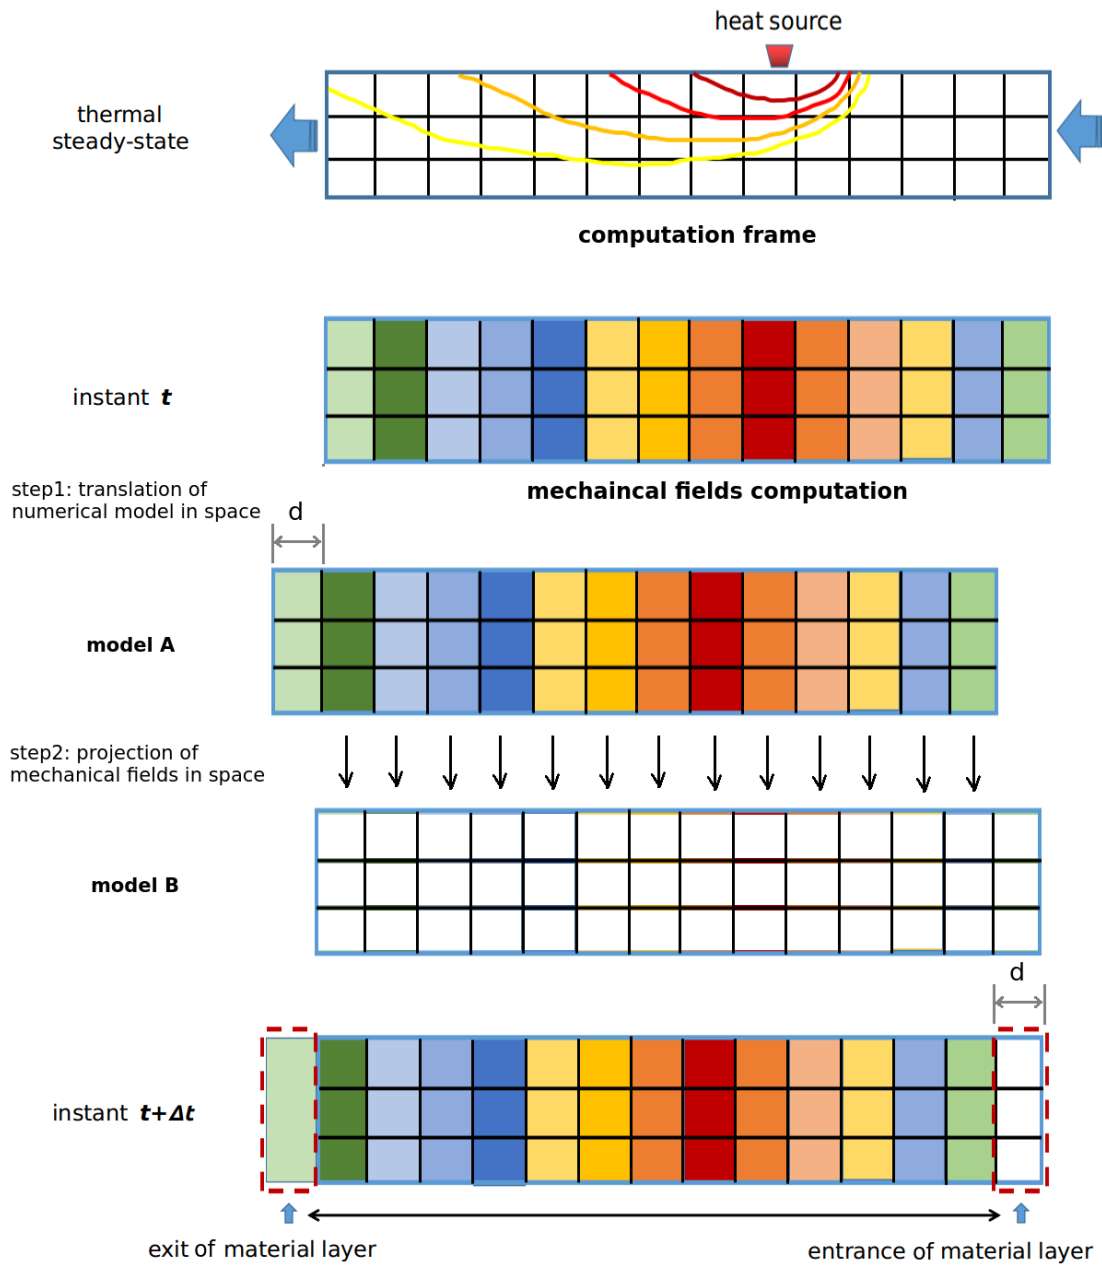 heat source
thermal
steady-state
computation frame
instant t
mechaincal fields computation
step1: translation of
numerical model in space
d
model A
step2: projection of
mechanical fields in space
model B
d
instant t+Δt
exit of material layer
entrance of material layer